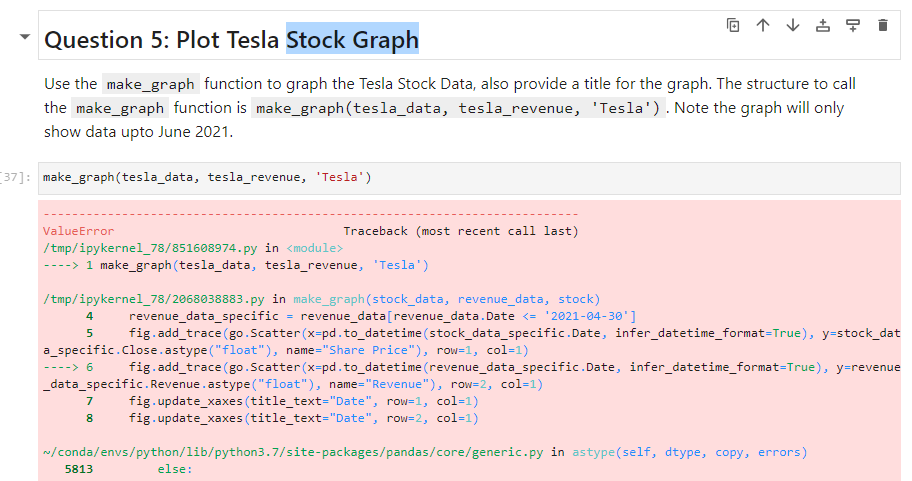 Question 5: Plot Tesla Stock Graph
Use the make_graph function to graph the Tesla Stock Data, also provide a title for the graph. The structure to call
the make_graph function is make_graph(tesla_data, tesla_revenue, 'Tesla'). Note the graph will only
show data upto June 2021.
[37]: make_graph(tesla_data, tesla_revenue, 'Tesla')
---------------------------------------------------------------------------
ValueError                                Traceback (most recent call last)
/tmp/ipykernel_78/851608974.py in <module>
----> 1 make_graph(tesla_data, tesla_revenue, 'Tesla')
/tmp/ipykernel_78/2068038883.py in make_graph(stock_data, revenue_data, stock)
      4     revenue_data_specific = revenue_data[revenue_data.Date <= '2021-04-30']
      5     fig.add_trace(go.Scatter(x=pd.to_datetime(stock_data_specific.Date, infer_datetime_format=True), y=stock_dat
a_specific.Close.astype("float"), name="Share Price"), row=1, col=1)
----> 6     fig.add_trace(go.Scatter(x=pd.to_datetime(revenue_data_specific.Date, infer_datetime_format=True), y=revenue
_data_specific.Revenue.astype("float"), name="Revenue"), row=2, col=1)
      7     fig.update_xaxes(title_text="Date", row=1, col=1)
      8     fig.update_xaxes(title_text="Date", row=2, col=1)
~/conda/envs/python/lib/python3.7/site-packages/pandas/core/generic.py in astype(self, dtype, copy, errors)
   5813         else: